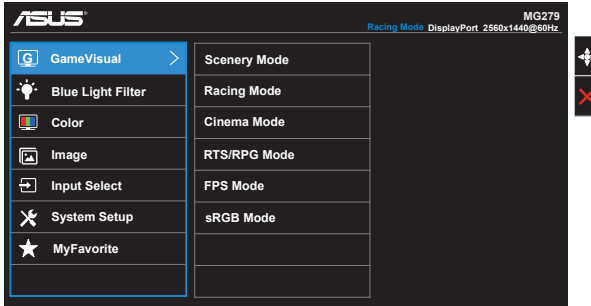 ASUS
MG279
Racing Mode DisplayPort 2560x1440@60Hz
G GameVisual
Blue Light Filter
Color
Image
Input Select
System Setup
MyFavorite
Scenery Mode
Racing Mode
Cinema Mode
RTS/RPG Mode
FPS Mode
sRGB Mode